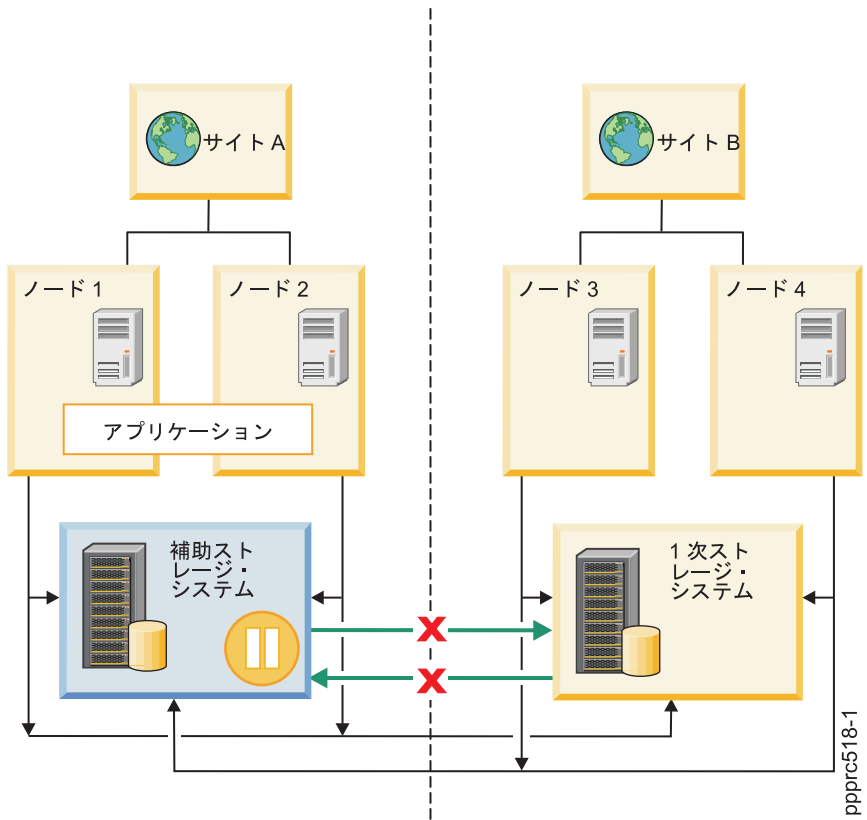 サイト A
サイト B
ノード 1
ノード 2
ノード 3
ノード 4
アプリケーション
補助スト
レージ・
システム
1 次スト
レージ・
システム
X
X
ppprc518-1